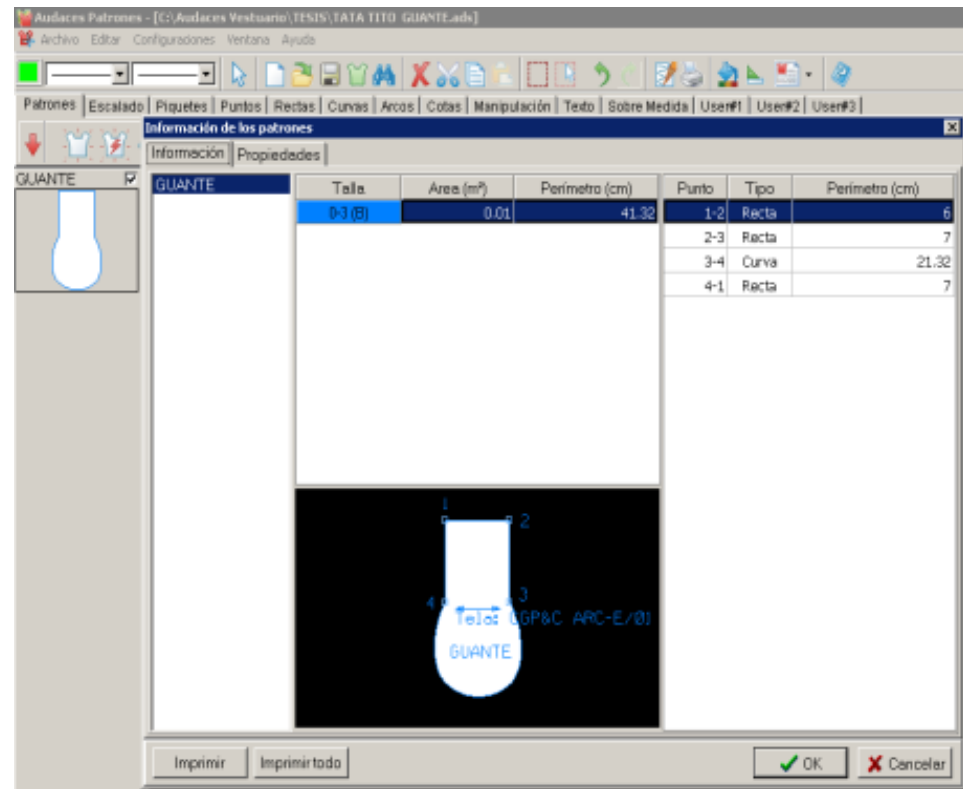 Audaces Patrones - [C:\Audaces Vestuario\TESIS\TATA TITO GUANTE.ads]
Archivo Editar Configuraciones Ventana Ayuda
Patrones Escalado Piquetes Puntos Rectas Curvas Arcos Cotas Manipulación Texto Sobre Medida User#1 User#2 User#3
Información de los patrones
Información Propiedades
GUANTE
GUANTE
Talla Area (m²) Perímetro (cm)
0-3 (B) 0.01 41.32
Punto Tipo Perímetro (cm)
1-2 Recta 6
2-3 Recta 7
3-4 Curva 21.32
4-1 Recta 7
1
2
3
4
Tela: CGP&C ARC-E/01
GUANTE
Imprimir Imprimir todo OK Cancelar